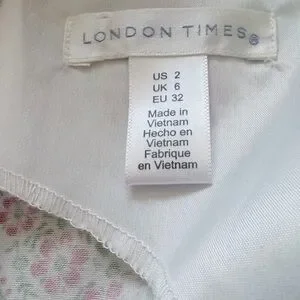 LONDON TIMES®
US 2
UK 6
EU 32
Made in
Vietnam
Hecho en
Vietnam
Fabrique
en Vietnam